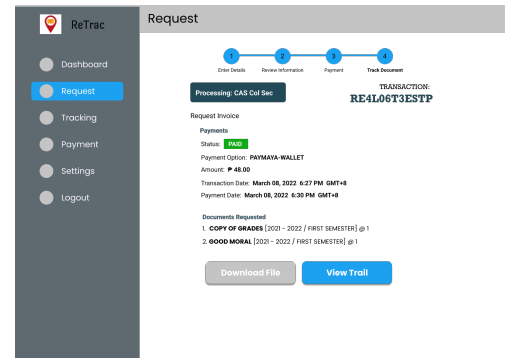 ReTrac
Request
Dashboard
Request
Tracking
Payment
Settings
Logout
1 2 3 4
Enter Details Review Information Payment Track Document
Processing: CAS Col Sec
TRANSACTION:
RE4L06T3ESTP
Request Invoice
Payments
Status: PAID
Payment Option: PAYMAYA-WALLET
Amount: ₱ 48.00
Transaction Date: March 08, 2022 6:27 PM GMT+8
Payment Date: March 08, 2022 6:30 PM GMT+8
Documents Requested
1. COPY OF GRADES [2021 - 2022 / FIRST SEMESTER] @ 1
2. GOOD MORAL [2021 - 2022 / FIRST SEMESTER] @ 1
Download File View Trail